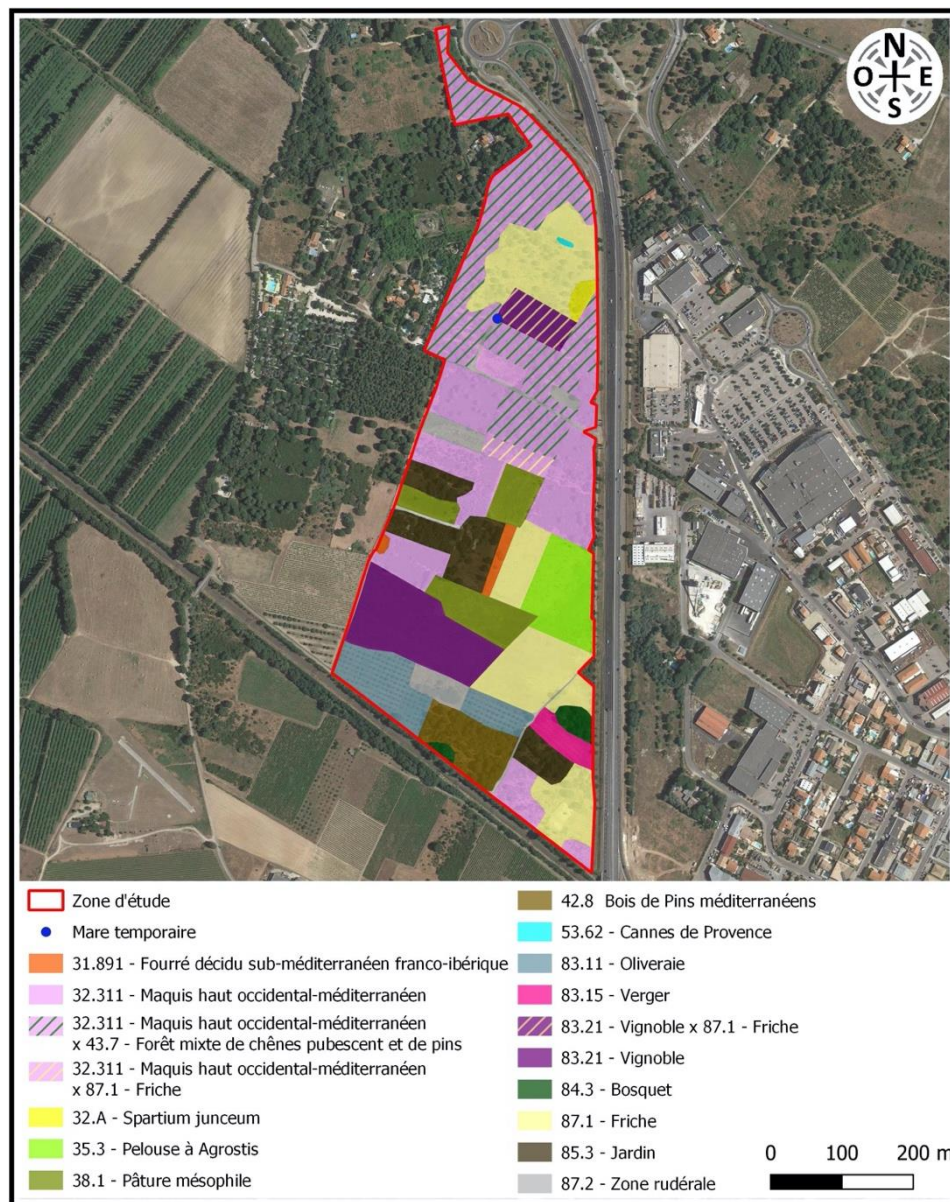 N
O E
S
Zone d'étude
Mare temporaire
31.891 - Fourré décidu sub-méditerranéen franco-ibérique
32.311 - Maquis haut occidental-méditerranéen
32.311 - Maquis haut occidental-méditerranéen
x 43.7 - Forêt mixte de chênes pubescent et de pins
32.311 - Maquis haut occidental-méditerranéen
x 87.1 - Friche
32.A - Spartium junceum
35.3 - Pelouse à Agrostis
38.1 - Pâture mésophile
42.8 Bois de Pins méditerranéens
53.62 - Cannes de Provence
83.11 - Oliveraie
83.15 - Verger
83.21 - Vignoble x 87.1 - Friche
83.21 - Vignoble
84.3 - Bosquet
87.1 - Friche
85.3 - Jardin
87.2 - Zone rudérale
0 100 200 m